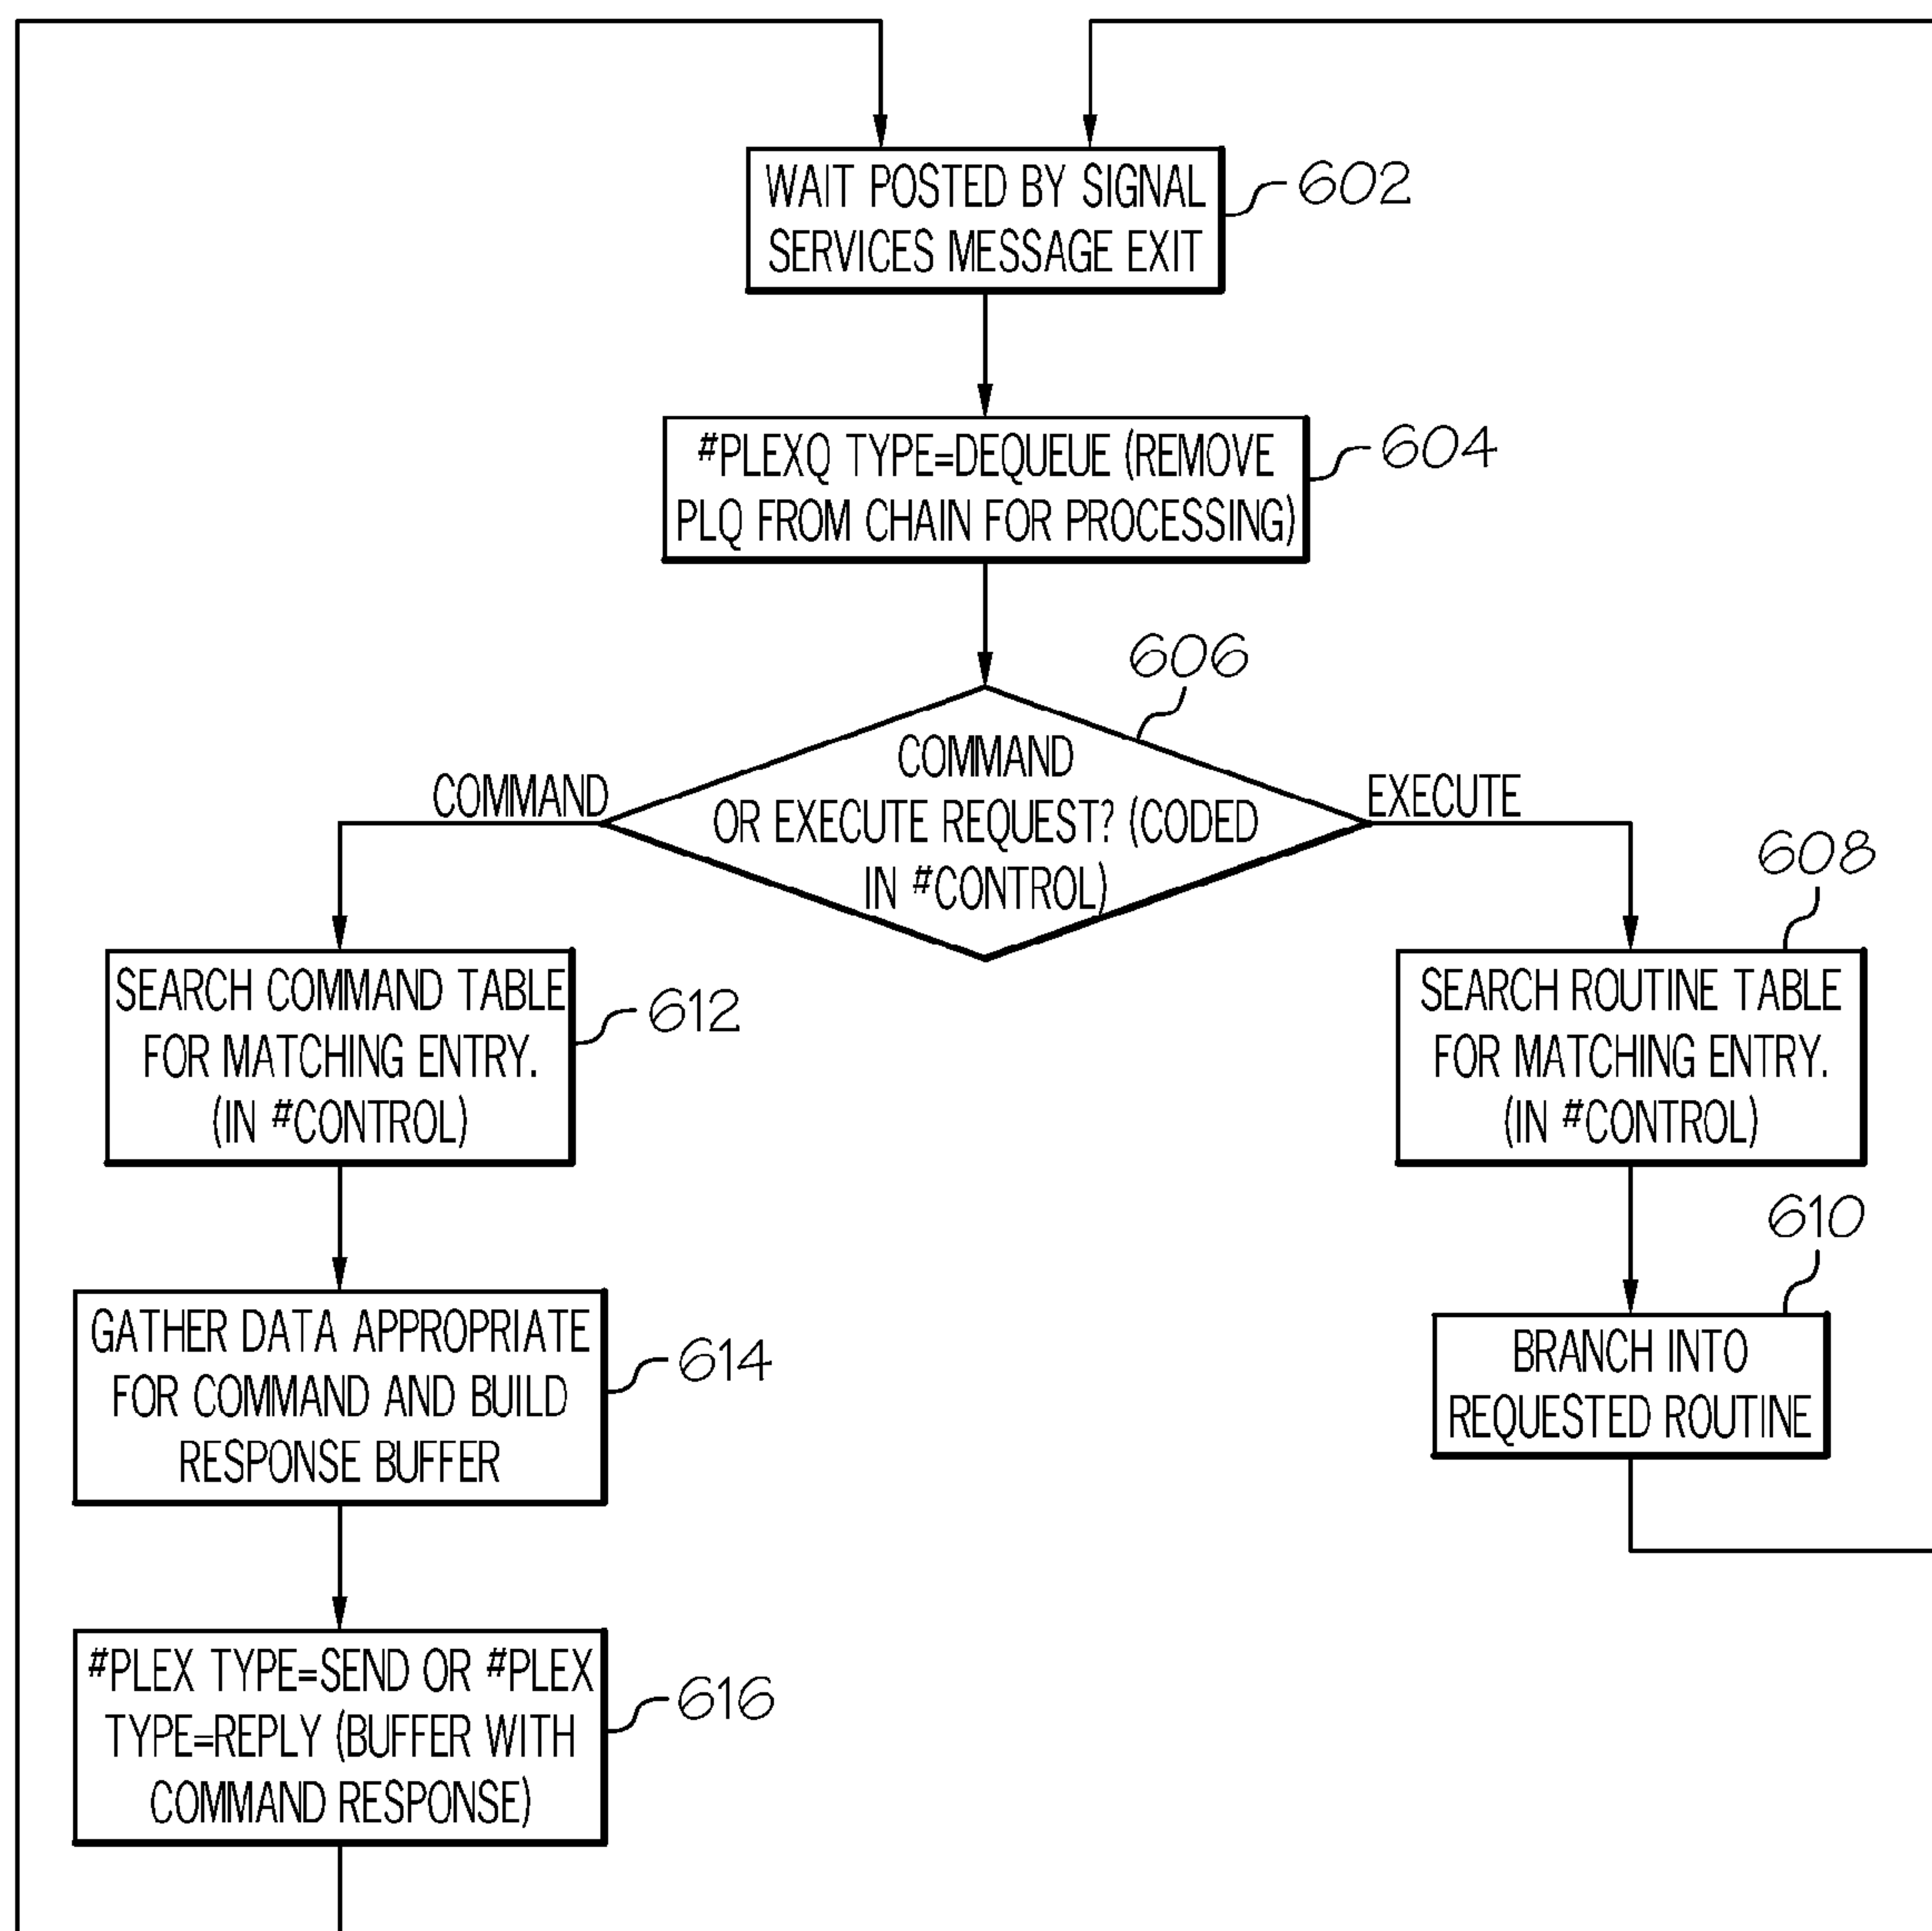 WAIT POSTED BY SIGNAL
SERVICES MESSAGE EXIT
602
#PLEXQ TYPE=DEQUEUE (REMOVE
PLQ FROM CHAIN FOR PROCESSING)
604
606
COMMAND
OR EXECUTE REQUEST? (CODED
IN #CONTROL)
COMMAND
EXECUTE
608
SEARCH COMMAND TABLE
FOR MATCHING ENTRY.
(IN #CONTROL)
612
SEARCH ROUTINE TABLE
FOR MATCHING ENTRY.
(IN #CONTROL)
610
GATHER DATA APPROPRIATE
FOR COMMAND AND BUILD
RESPONSE BUFFER
614
BRANCH INTO
REQUESTED ROUTINE
#PLEX TYPE=SEND OR #PLEX
TYPE=REPLY (BUFFER WITH
COMMAND RESPONSE)
616